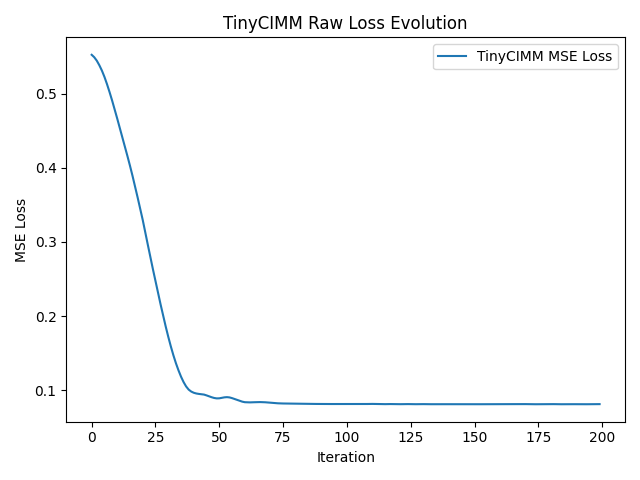 TinyCIMM Raw Loss Evolution
TinyCIMM MSE Loss
MSE Loss
0.5
0.4
0.3
0.2
0.1
0 25 50 75 100 125 150 175 200
Iteration